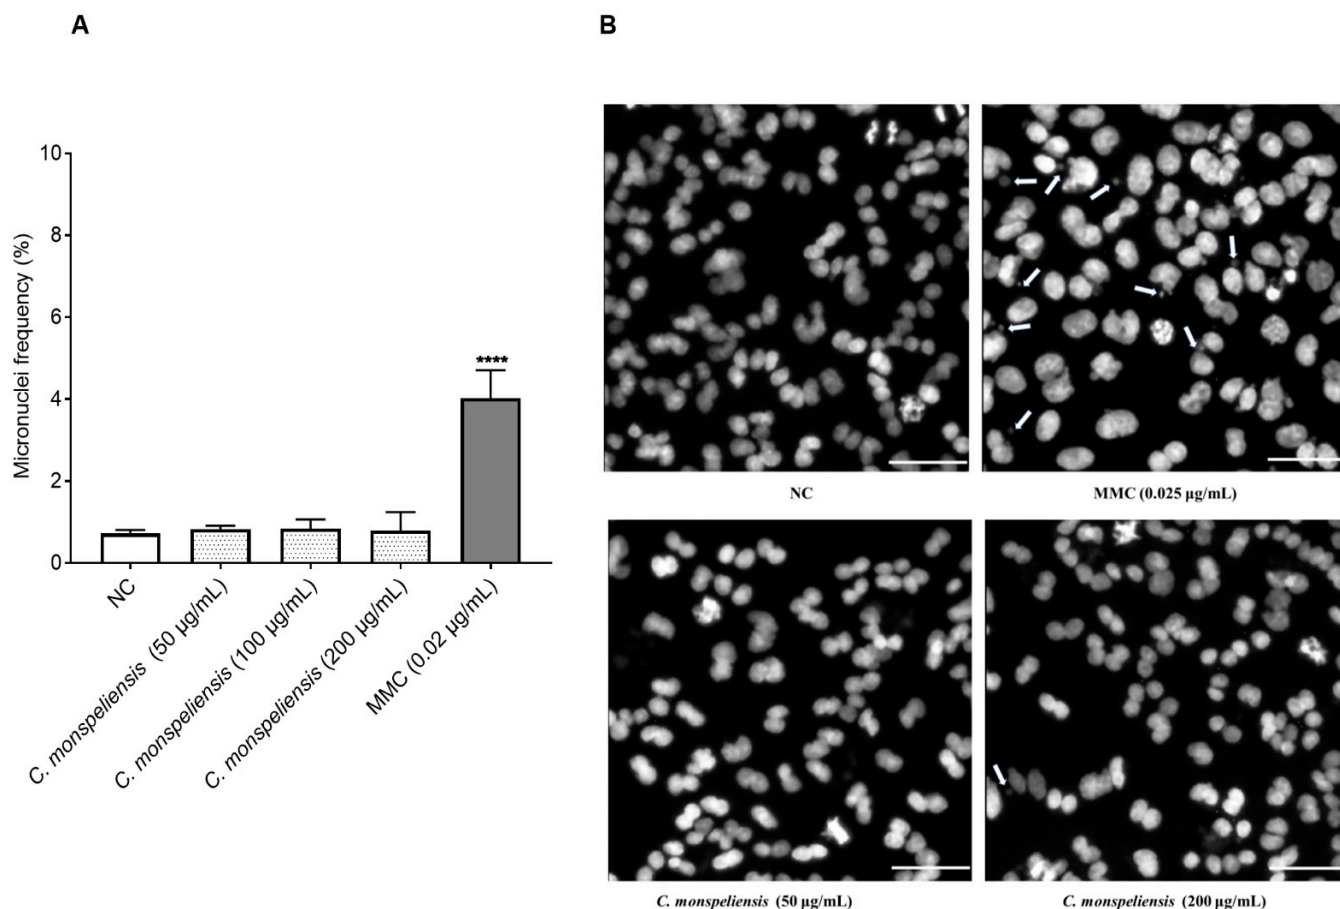 A
B
Micronuclei frequency (%)
10
8
6
4
2
0
****
NC
C. monspeliensis (50 µg/mL)
C. monspeliensis (100 µg/mL)
C. monspeliensis (200 µg/mL)
MMC (0.02 µg/mL)
NC
MMC (0.025 µg/mL)
C. monspeliensis (50 µg/mL)
C. monspeliensis (200 µg/mL)